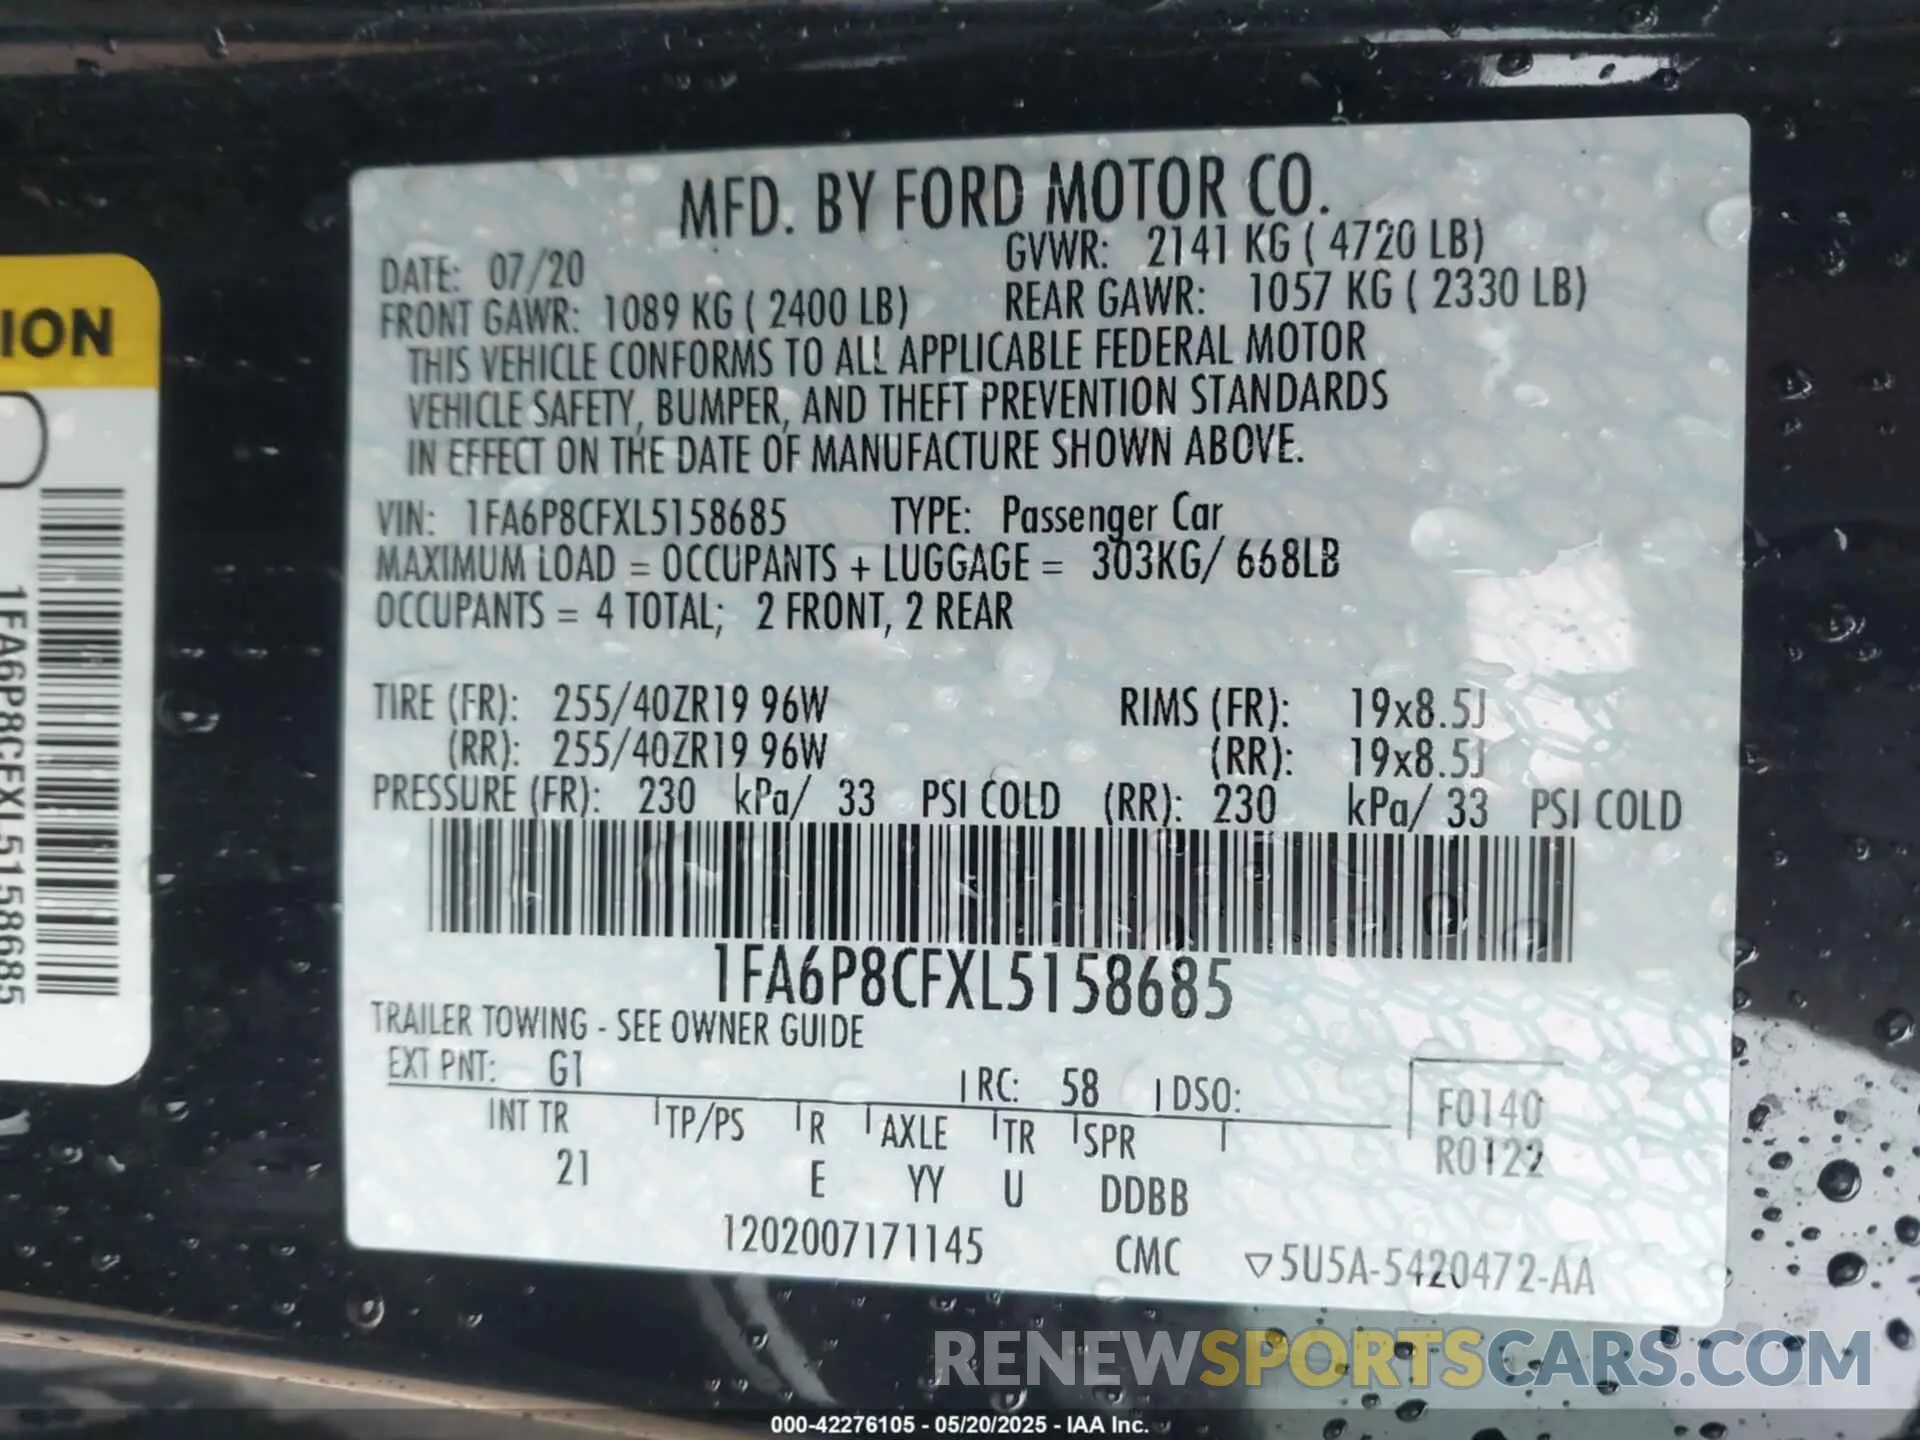 MFD. BY FORD MOTOR CO.
DATE: 07/20 GVWR: 2141 KG ( 4720 LB)
FRONT GAWR: 1089 KG ( 2400 LB) REAR GAWR: 1057 KG ( 2330 LB)
THIS VEHICLE CONFORMS TO ALL APPLICABLE FEDERAL MOTOR
VEHICLE SAFETY, BUMPER, AND THEFT PREVENTION STANDARDS
IN EFFECT ON THE DATE OF MANUFACTURE SHOWN ABOVE.
VIN: 1FA6P8CFXL5158685 TYPE: Passenger Car
MAXIMUM LOAD = OCCUPANTS + LUGGAGE = 303KG/ 668LB
OCCUPANTS = 4 TOTAL; 2 FRONT, 2 REAR
TIRE (FR): 255/40ZR19 96W RIMS (FR): 19x8.5J
(RR): 255/40ZR19 96W (RR): 19x8.5J
PRESSURE (FR): 230 kPa/ 33 PSI COLD (RR): 230 kPa/ 33 PSI COLD
1FA6P8CFXL5158685
TRAILER TOWING - SEE OWNER GUIDE
EXT PNT: G1 RC: 58 DSO: F0140
INT TR TP/PS R AXLE TR SPR R0122
21 E YY U DDBB
1202007171145 CMC ▽5U5A-5420472-AA
ION
1FA6P8CFXL5158685
RENEWSPORTSCARS.COM
000-42276105 - 05/20/2025 - IAA Inc.